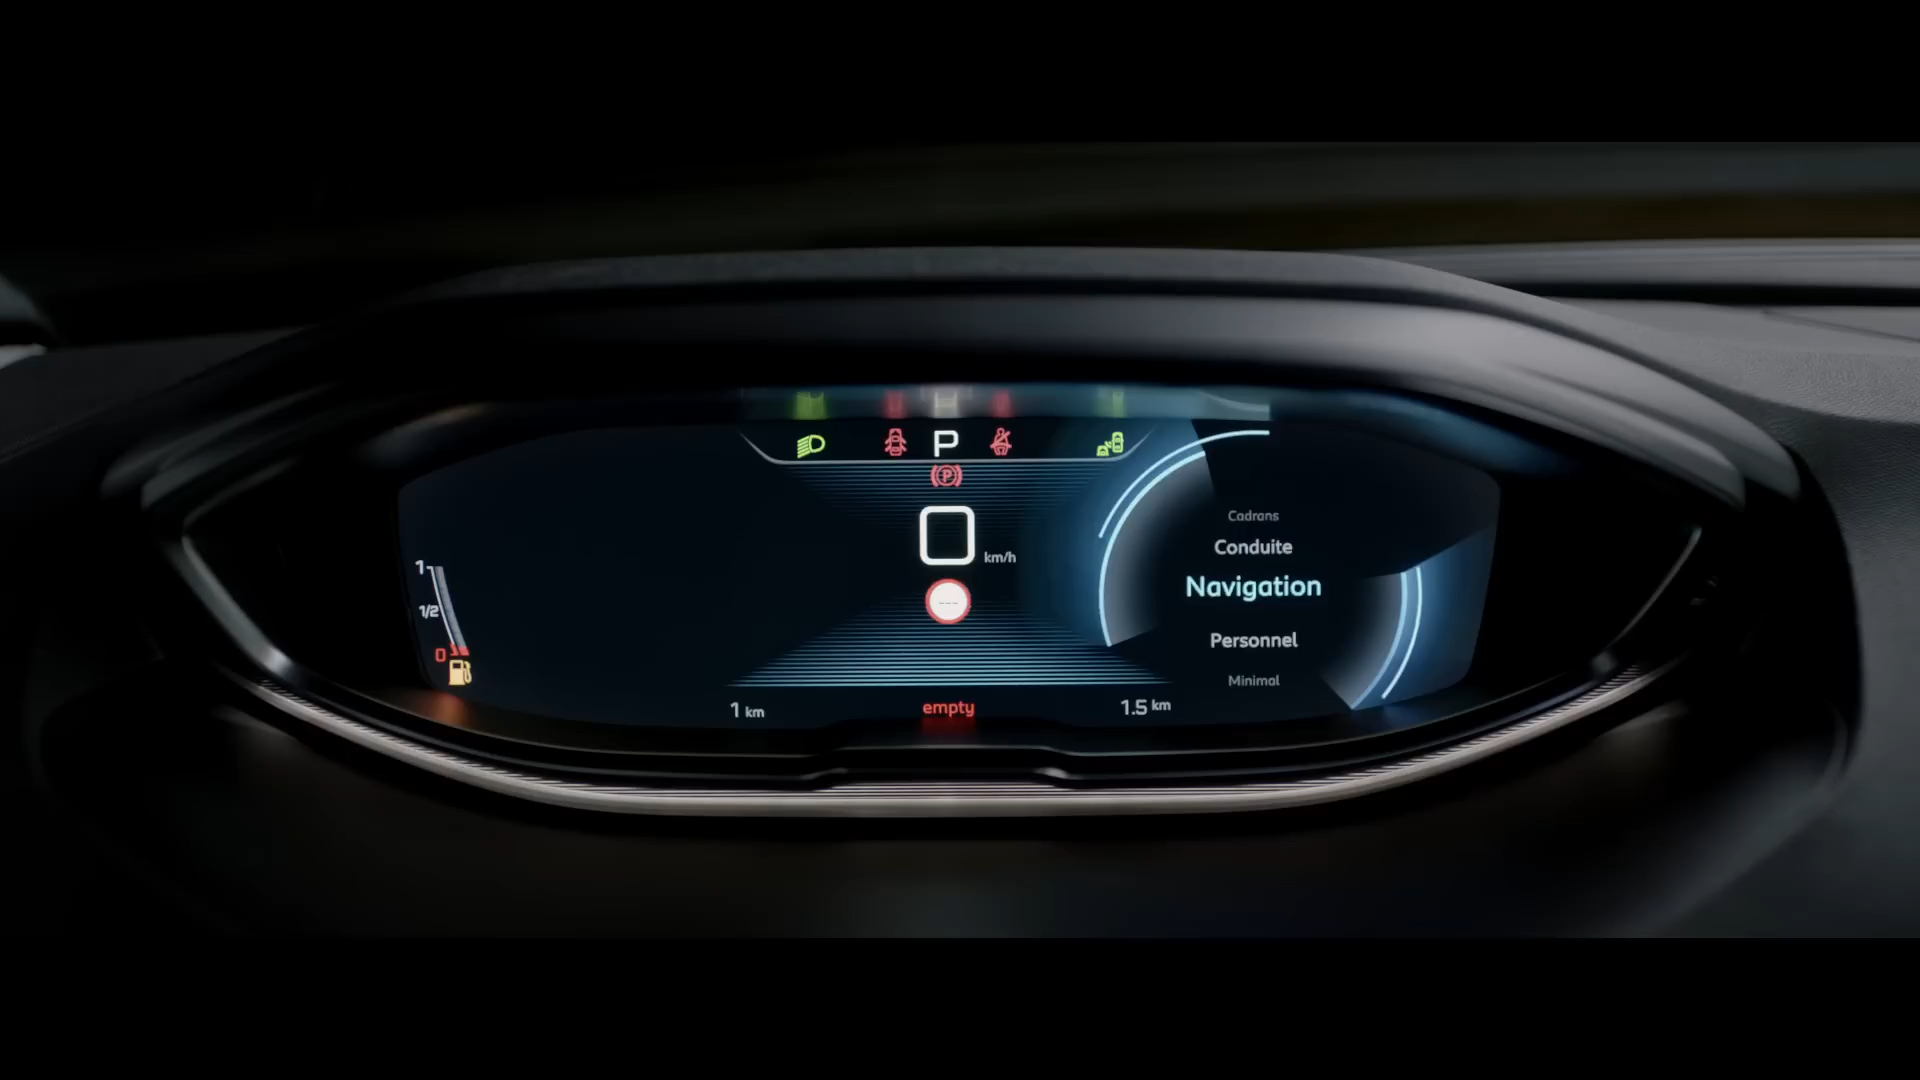 P
P
0 km/h
---
Cadrans
Conduite
Navigation
Personnel
Minimal
1
1/2
0
1 km
empty
1.5 km